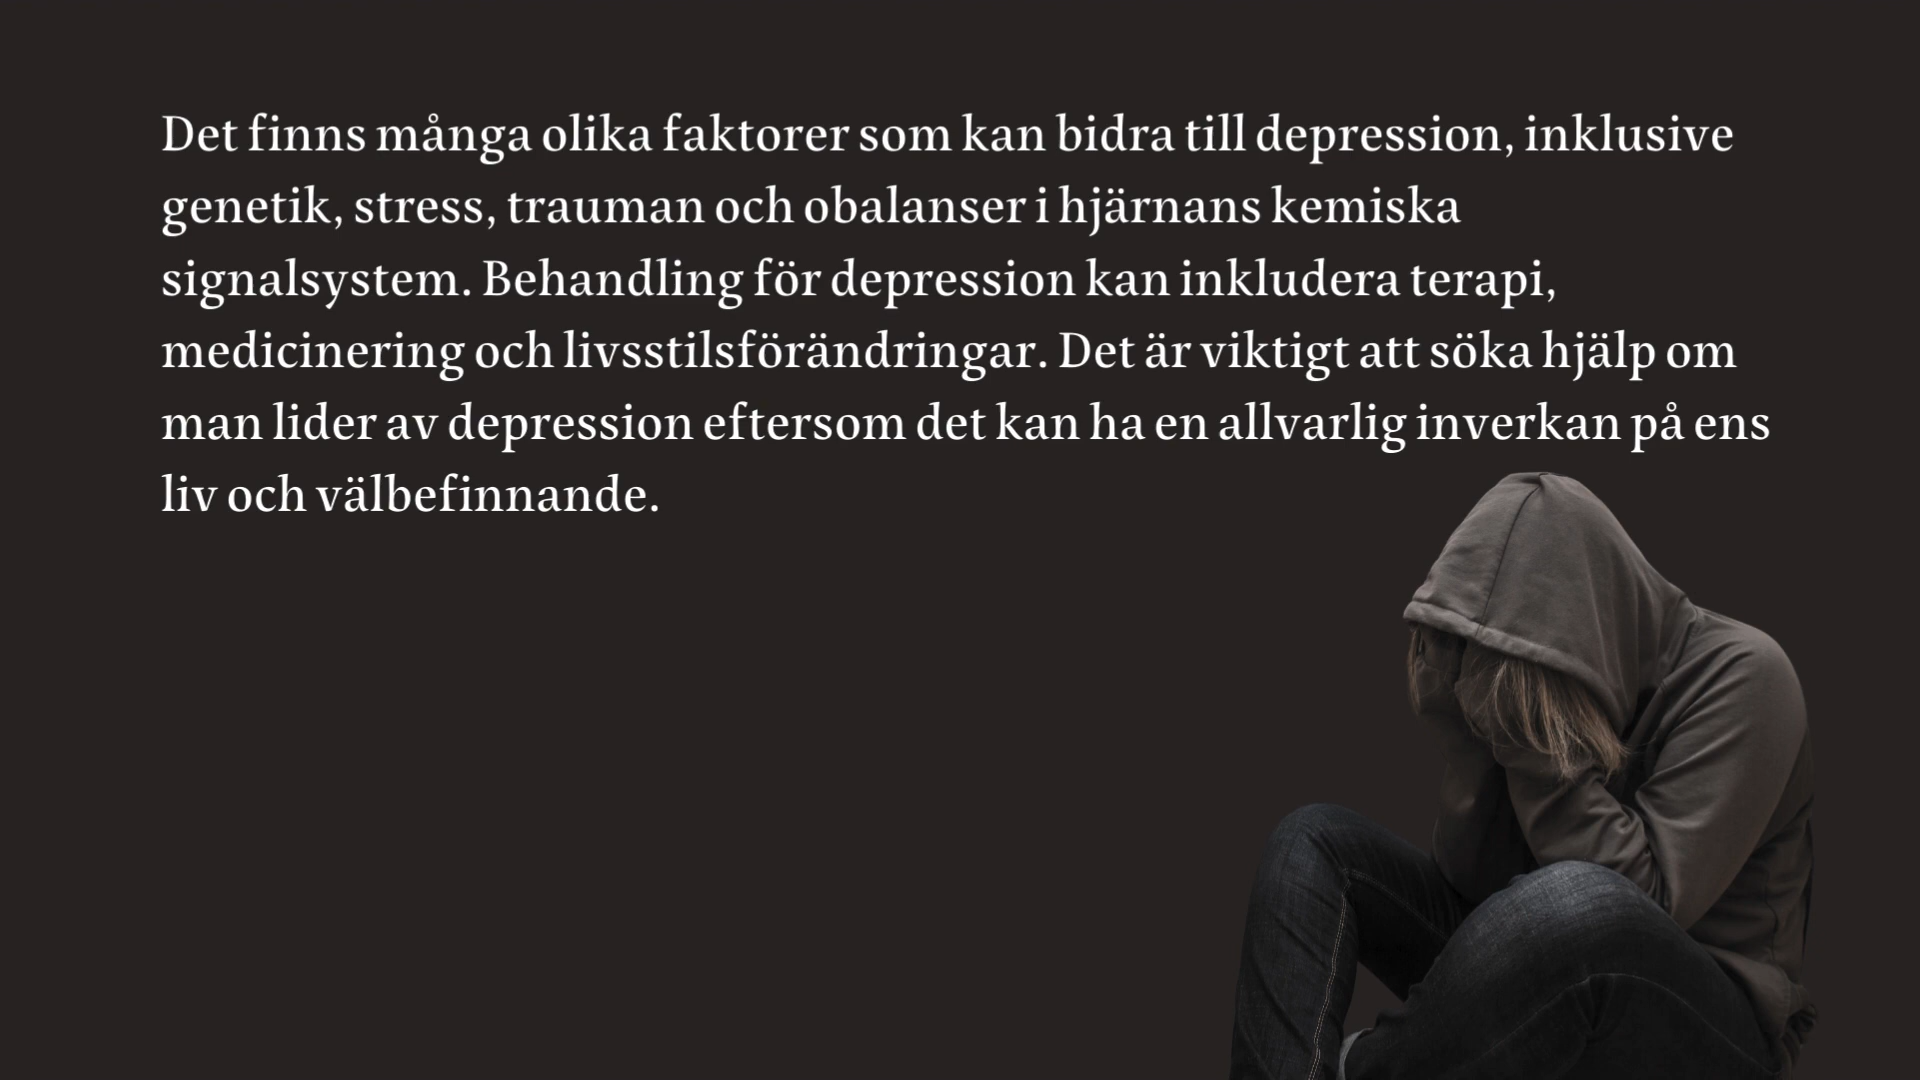 Det finns många olika faktorer som kan bidra till depression, inklusive
genetik, stress, trauman och obalanser i hjärnans kemiska
signalsystem. Behandling för depression kan inkludera terapi,
medicinering och livsstilsförändringar. Det är viktigt att söka hjälp om
man lider av depression eftersom det kan ha en allvarlig inverkan på ens
liv och välbefinnande.